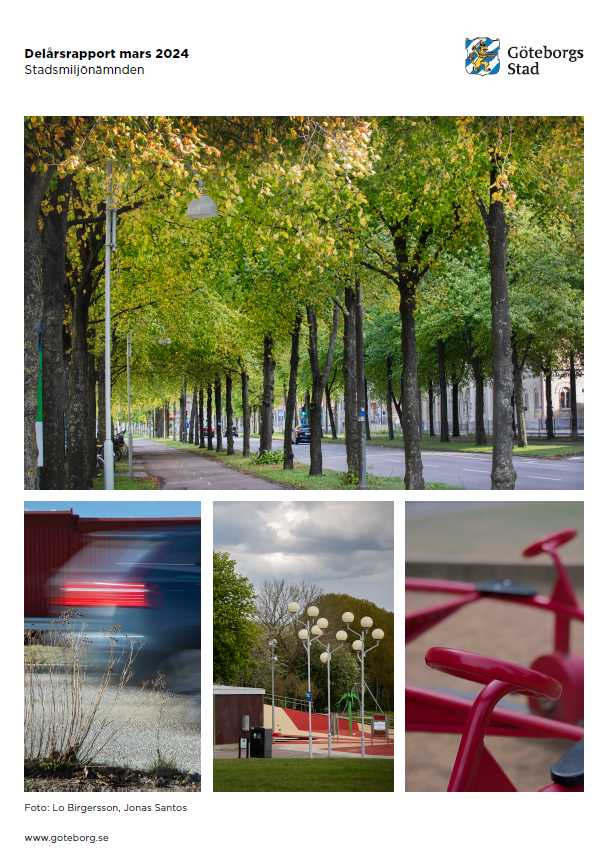 Delårsrapport mars 2024
Stadsmiljönämnden
Göteborgs
Stad
Foto: Lo Birgersson, Jonas Santos
www.goteborg.se